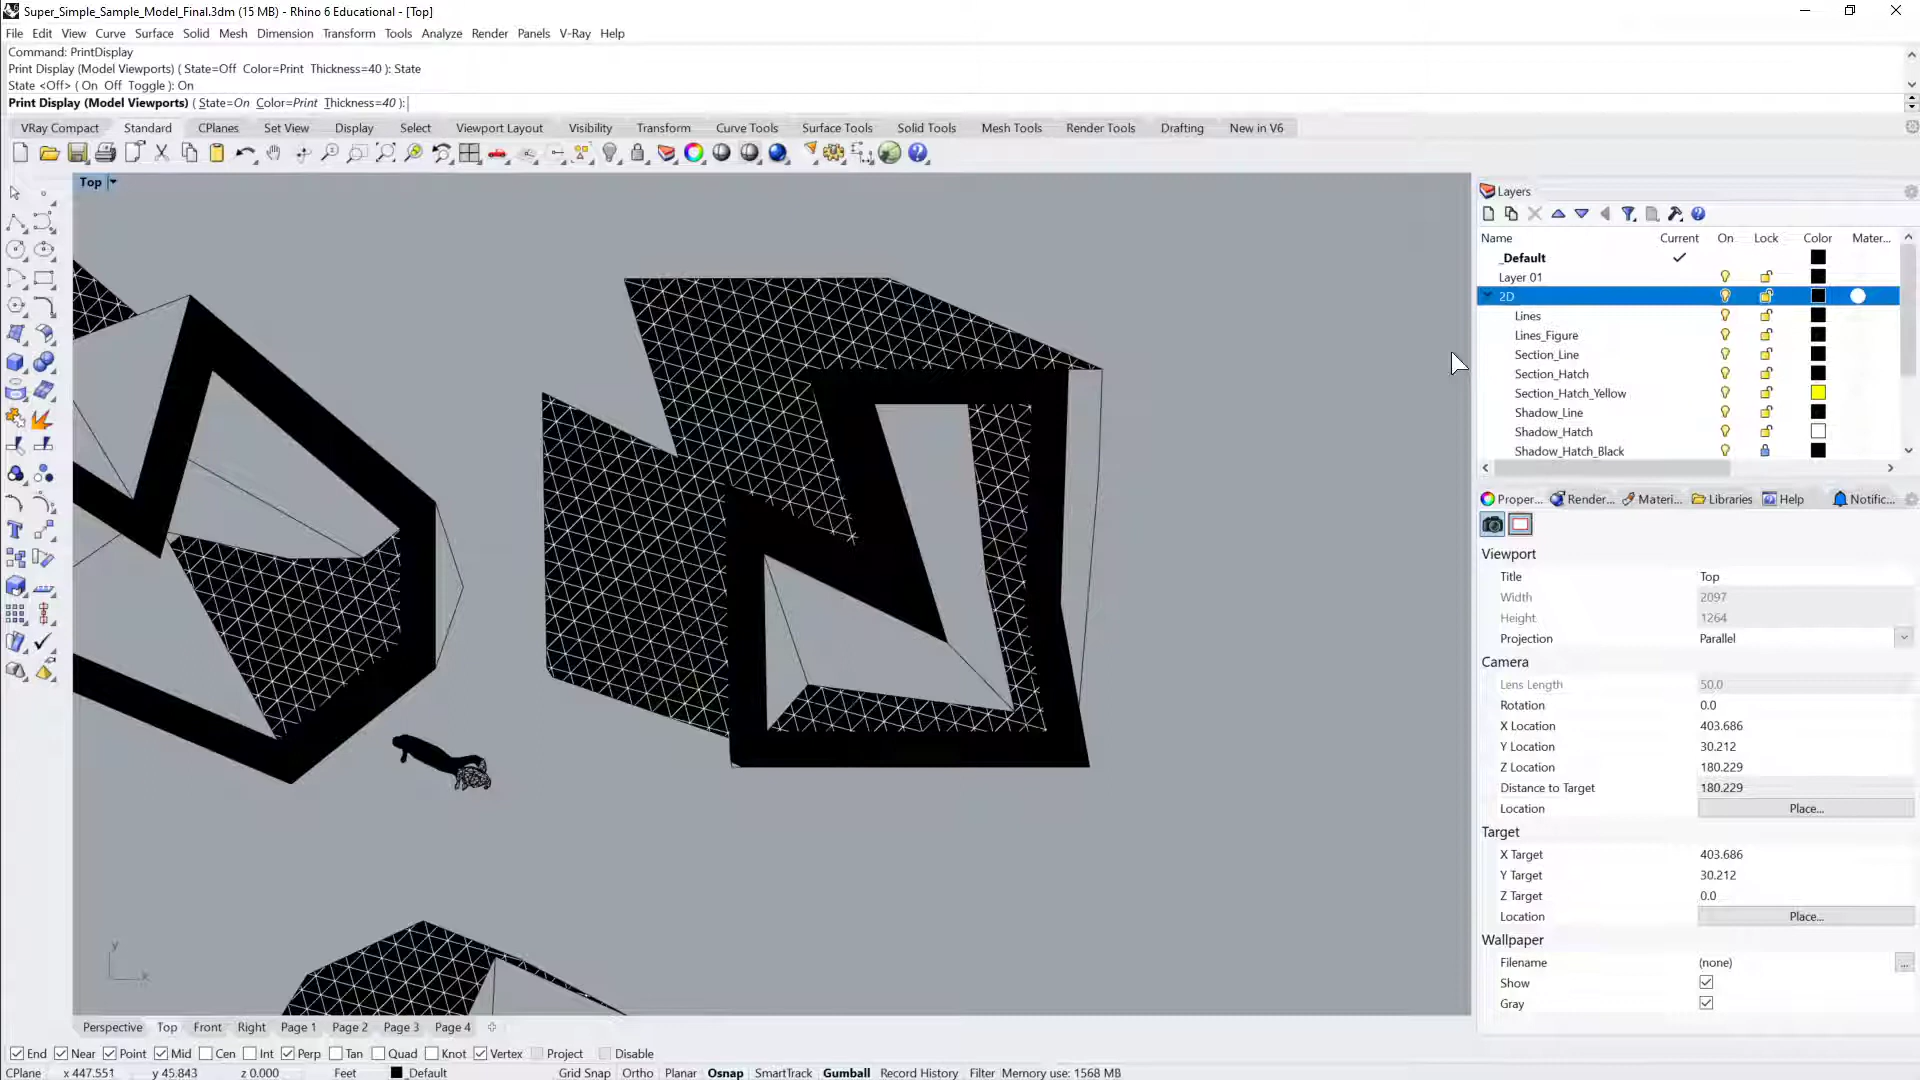 Super_Simple_Sample_Model_Final.3dm (15 MB) - Rhino 6 Educational - [Top]
File Edit View Curve Surface Solid Mesh Dimension Transform Tools Analyze Render Panels V-Ray Help
Command: PrintDisplay
Print Display (Model Viewports) ( State=Off Color=Print Thickness=40 ): State
State <Off> ( On Off Toggle ): On
Print Display (Model Viewports) ( State=On Color=Print Thickness=40 ):
VRay Compact Standard CPlanes Set View Display Select Viewport Layout Visibility Transform Curve Tools Surface Tools Solid Tools Mesh Tools Render Tools Drafting New in V6
Top
Layers
Name Current On Lock Color Mater...
_Default
Layer 01
2D
Lines
Lines_Figure
Section_Line
Section_Hatch
Section_Hatch_Yellow
Shadow_Line
Shadow_Hatch
Shadow_Hatch_Black
Proper... Render... Materi... Libraries Help Notific...
Viewport
Title Top
Width 2097
Height 1264
Projection Parallel
Camera
Lens Length 50.0
Rotation 0.0
X Location 403.686
Y Location 30.212
Z Location 180.229
Distance to Target 180.229
Location Place...
Target
X Target 403.686
Y Target 30.212
Z Target 0.0
Location Place...
Wallpaper
Filename (none) ...
Show
Gray
y
x
Perspective Top Front Right Page 1 Page 2 Page 3 Page 4
End Near Point Mid Cen Int Perp Tan Quad Knot Vertex Project Disable
CPlane x 447.551 y 45.843 z 0.000 Feet _Default Grid Snap Ortho Planar Osnap SmartTrack Gumball Record History Filter Memory use: 1568 MB